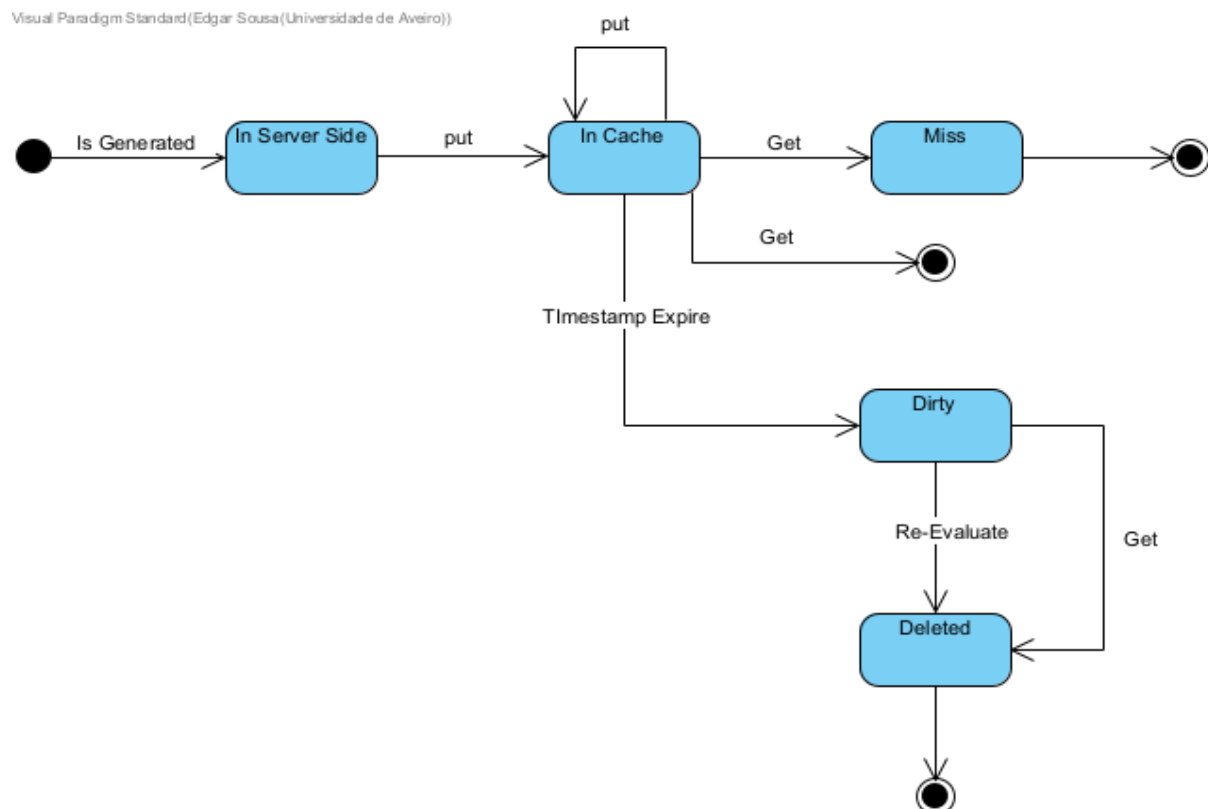 Visual Paradigm Standard(Edgar Sousa(Universidade de Aveiro))
put
Is Generated
In Server Side
put
In Cache
Get
Miss
Get
TImestamp Expire
Dirty
Re-Evaluate
Get
Deleted